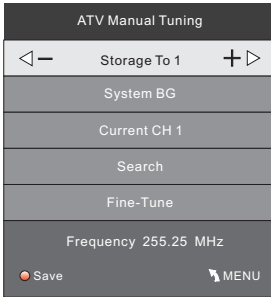 ATV Manual Tuning
Storage To 1
System BG
Current CH 1
Search
Fine-Tune
Frequency 255.25 MHz
Save MENU